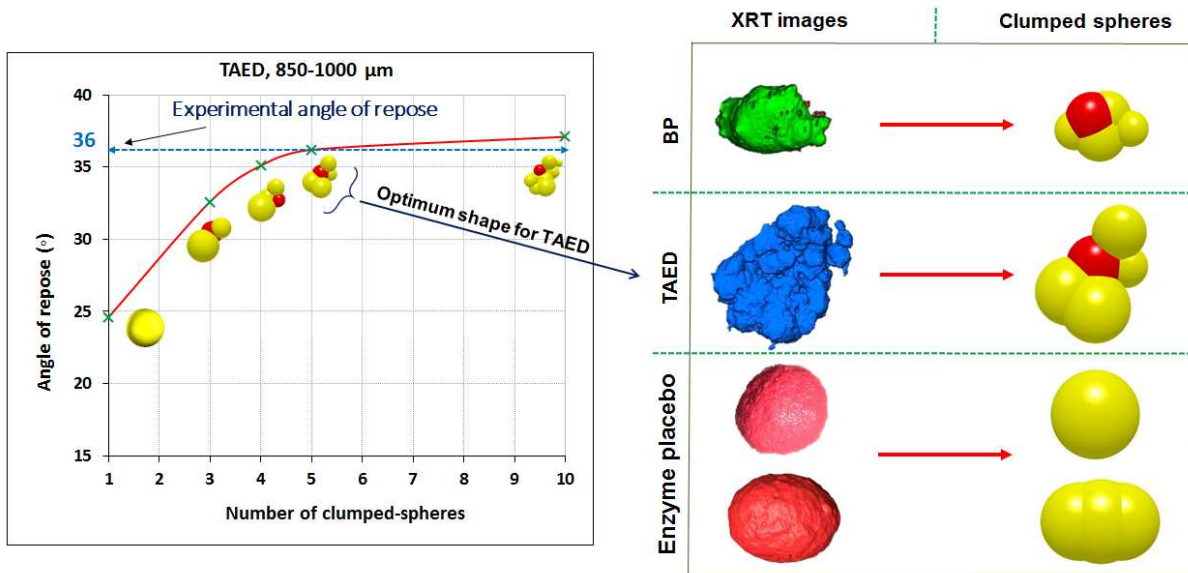 TAED, 850-1000 µm
Experimental angle of repose
Angle of repose (○)
40
36
35
30
25
20
15
1 2 3 4 5 6 7 8 9 10
Number of clumped-spheres
Optimum shape for TAED
XRT images
Clumped spheres
BP
TAED
Enzyme placebo